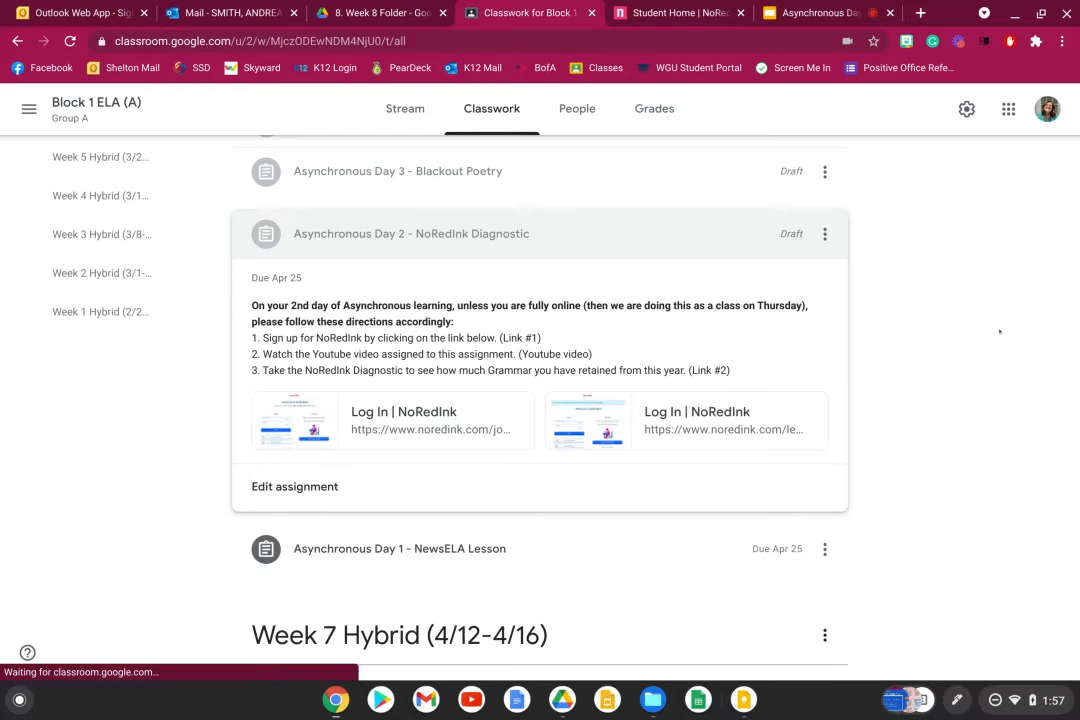 Outlook Web App - Sig
Mail - SMITH, ANDREA
8. Week 8 Folder - Goo
Classwork for Block 1
Student Home | NoRed
Asynchronous Day
classroom.google.com/u/2/w/MjczODEwNDM4NjU0/t/all
Facebook
Shelton Mail
SSD
Skyward
K12 Login
PearDeck
K12 Mail
BofA
Classes
WGU Student Portal
Screen Me In
Positive Office Refe...
Block 1 ELA (A)
Group A
Stream
Classwork
People
Grades
Week 5 Hybrid (3/2...
Week 4 Hybrid (3/1...
Week 3 Hybrid (3/8-...
Week 2 Hybrid (3/1-...
Week 1 Hybrid (2/2...
Asynchronous Day 3 - Blackout Poetry
Draft
Asynchronous Day 2 - NoRedInk Diagnostic
Draft
Due Apr 25
On your 2nd day of Asynchronous learning, unless you are fully online (then we are doing this as a class on Thursday),
please follow these directions accordingly:
1. Sign up for NoRedInk by clicking on the link below. (Link #1)
2. Watch the Youtube video assigned to this assignment. (Youtube video)
3. Take the NoRedInk Diagnostic to see how much Grammar you have retained from this year. (Link #2)
Log In | NoRedInk
https://www.noredink.com/jo...
Log In | NoRedInk
https://www.noredink.com/le...
Edit assignment
Asynchronous Day 1 - NewsELA Lesson
Due Apr 25
Week 7 Hybrid (4/12-4/16)
Waiting for classroom.google.com...
1:57